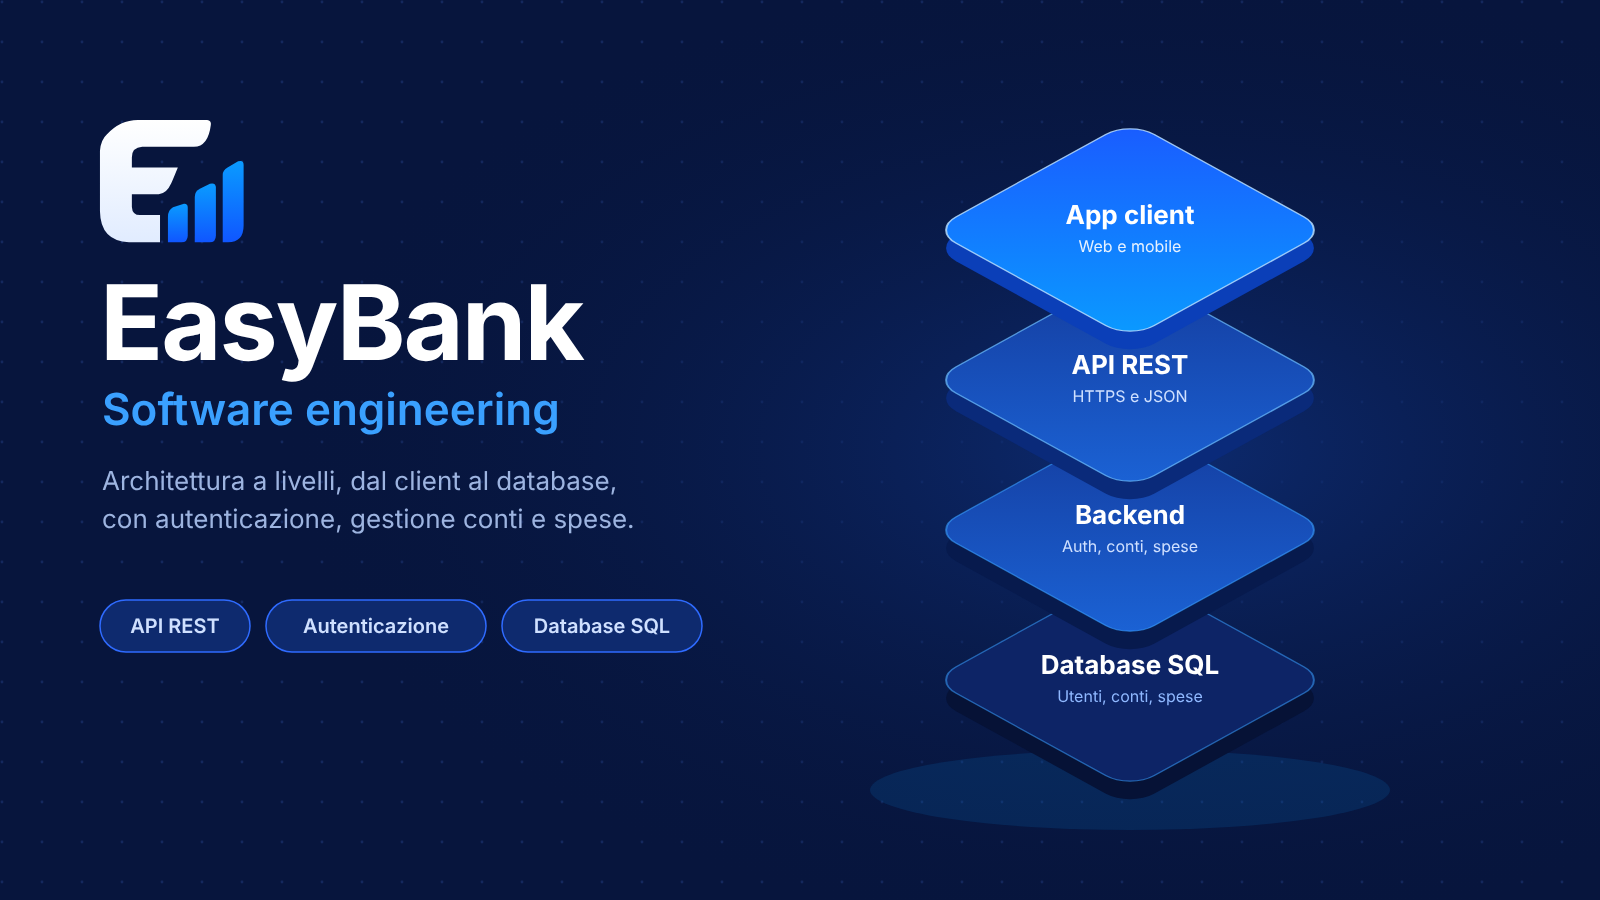 EasyBank
Software engineering
Architettura a livelli, dal client al database,
con autenticazione, gestione conti e spese.
API REST
Autenticazione
Database SQL
App client
Web e mobile
API REST
HTTPS e JSON
Backend
Auth, conti, spese
Database SQL
Utenti, conti, spese